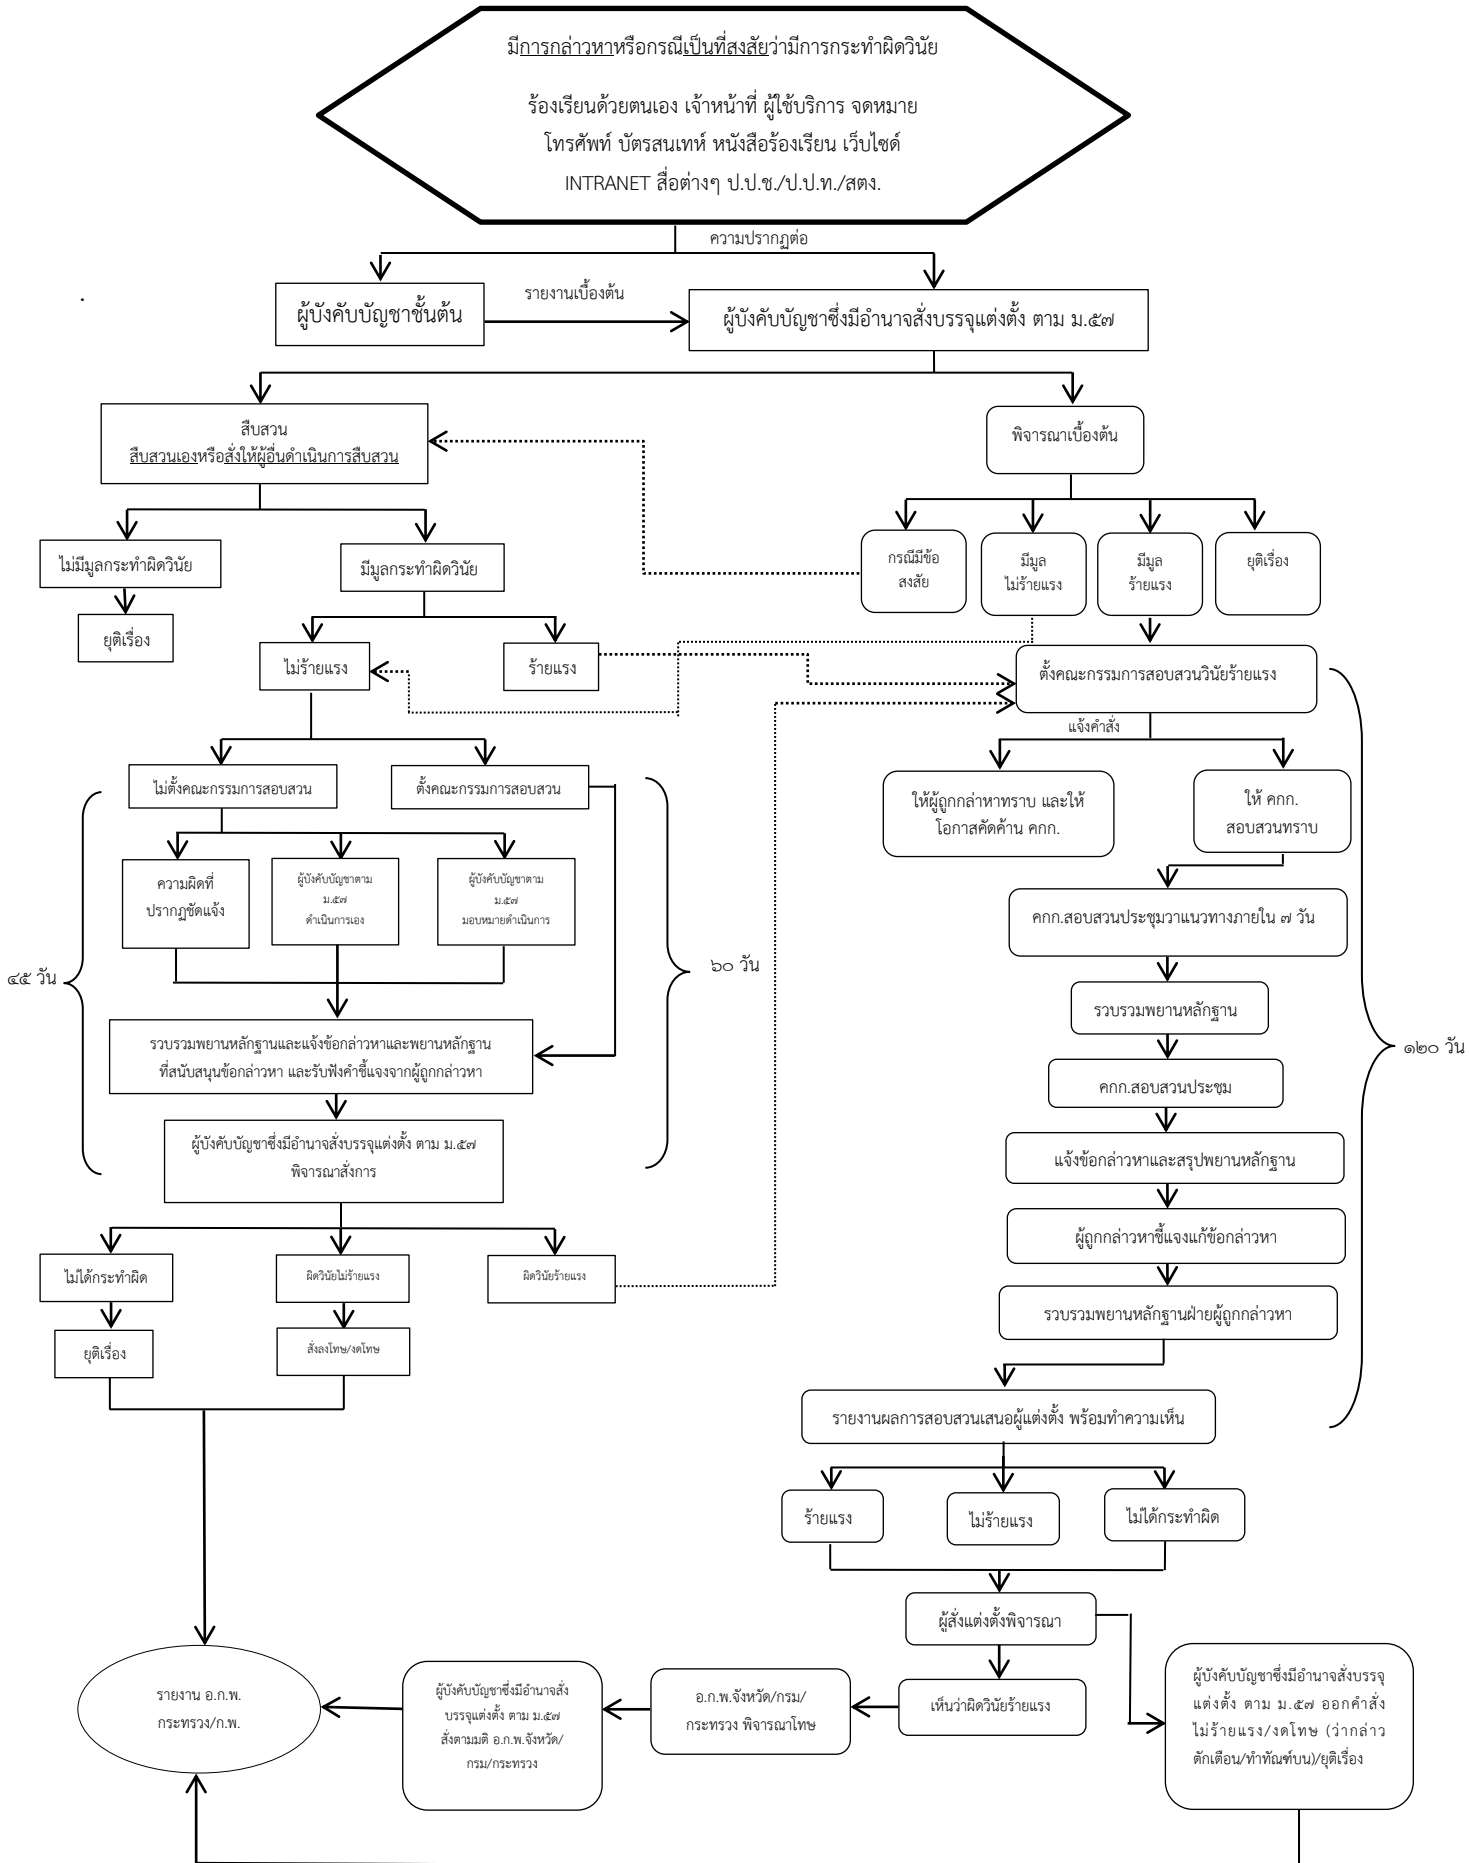 มีการกล่าวหาหรือกรณีเป็นที่สงสัยว่ามีการกระทำผิดวินัย
ร้องเรียนด้วยตนเอง เจ้าหน้าที่ ผู้ใช้บริการ จดหมาย
โทรศัพท์ บัตรสนเทห์ หนังสือร้องเรียน เว็บไซด์
INTRANET สื่อต่างๆ ป.ป.ช./ป.ป.ท./สตง.
ความปรากฏต่อ
ผู้บังคับบัญชาชั้นต้น
รายงานเบื้องต้น
ผู้บังคับบัญชาซึ่งมีอำนาจสั่งบรรจุแต่งตั้ง ตาม ม.๕๗
สืบสวน
สืบสวนเองหรือสั่งให้ผู้อื่นดำเนินการสืบสวน
พิจารณาเบื้องต้น
ไม่มีมูลกระทำผิดวินัย
มีมูลกระทำผิดวินัย
กรณีมีข้อ
สงสัย
มีมูล
ไม่ร้ายแรง
มีมูล
ร้ายแรง
ยุติเรื่อง
ยุติเรื่อง
ไม่ร้ายแรง
ร้ายแรง
ตั้งคณะกรรมการสอบสวนวินัยร้ายแรง
แจ้งคำสั่ง
ไม่ตั้งคณะกรรมการสอบสวน
ตั้งคณะกรรมการสอบสวน
ให้ผู้ถูกกล่าหาทราบ และให้
โอกาสคัดค้าน คกก.
ให้ คกก.
สอบสวนทราบ
ความผิดที่
ปรากฏชัดแจ้ง
ผู้บังคับบัญชาตาม
ม.๕๗
ดำเนินการเอง
ผู้บังคับบัญชาตาม
ม.๕๗
มอบหมายดำเนินการ
คกก.สอบสวนประชุมวาแนวทางภายใน ๗ วัน
๔๕ วัน
๖๐ วัน
รวบรวมพยานหลักฐาน
๑๒๐ วัน
รวบรวมพยานหลักฐานและแจ้งข้อกล่าวหาและพยานหลักฐาน
ที่สนับสนุนข้อกล่าวหา และรับฟังคำชี้แจงจากผู้ถูกกล่าวหา
คกก.สอบสวนประชุม
ผู้บังคับบัญชาซึ่งมีอำนาจสั่งบรรจุแต่งตั้ง ตาม ม.๕๗
พิจารณาสั่งการ
แจ้งข้อกล่าวหาและสรุปพยานหลักฐาน
ผู้ถูกกล่าวหาชี้แจงแก้ข้อกล่าวหา
ไม่ได้กระทำผิด
ผิดวินัยไม่ร้ายแรง
ผิดวินัยร้ายแรง
รวบรวมพยานหลักฐานฝ่ายผู้ถูกกล่าวหา
ยุติเรื่อง
สั่งลงโทษ/งดโทษ
รายงานผลการสอบสวนเสนอผู้แต่งตั้ง พร้อมทำความเห็น
ร้ายแรง
ไม่ร้ายแรง
ไม่ได้กระทำผิด
ผู้สั่งแต่งตั้งพิจารณา
รายงาน อ.ก.พ.
กระทรวง/ก.พ.
ผู้บังคับบัญชาซึ่งมีอำนาจสั่ง
บรรจุแต่งตั้ง ตาม ม.๕๗
สั่งตามมติ อ.ก.พ.จังหวัด/
กรม/กระทรวง
อ.ก.พ.จังหวัด/กรม/
กระทรวง พิจารณาโทษ
เห็นว่าผิดวินัยร้ายแรง
ผู้บังคับบัญชาซึ่งมีอำนาจสั่งบรรจุ
แต่งตั้ง ตาม ม.๕๗ ออกคำสั่ง
ไม่ร้ายแรง/งดโทษ (ว่ากล่าว
ตักเตือน/ทำทัณฑ์บน)/ยุติเรื่อง